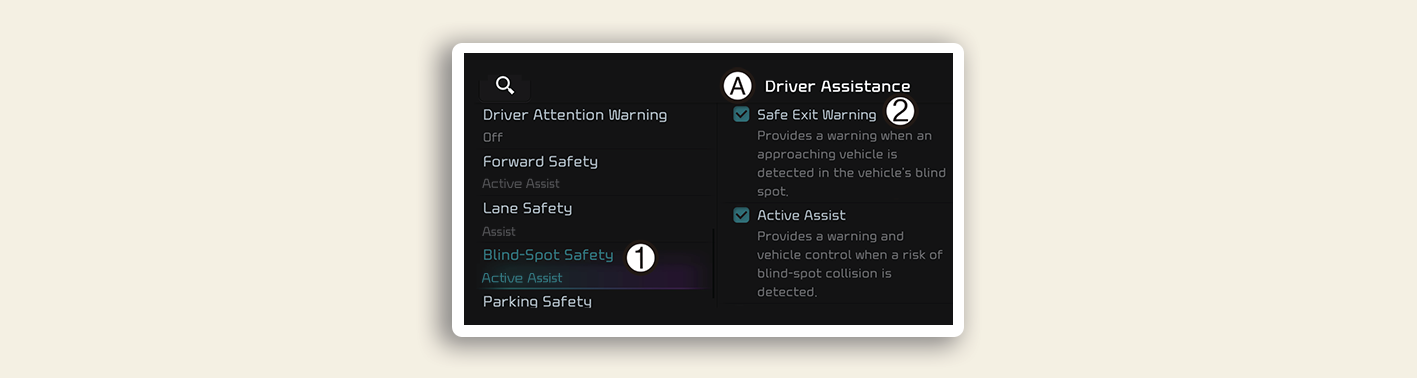 A Driver Assistance
Driver Attention Warning
Off
Forward Safety
Active Assist
Lane Safety
Assist
Blind-Spot Safety 1
Active Assist
Parking Safety
Safe Exit Warning 2
Provides a warning when an
approaching vehicle is
detected in the vehicle's blind
spot.
Active Assist
Provides a warning and
vehicle control when a risk of
blind-spot collision is
detected.